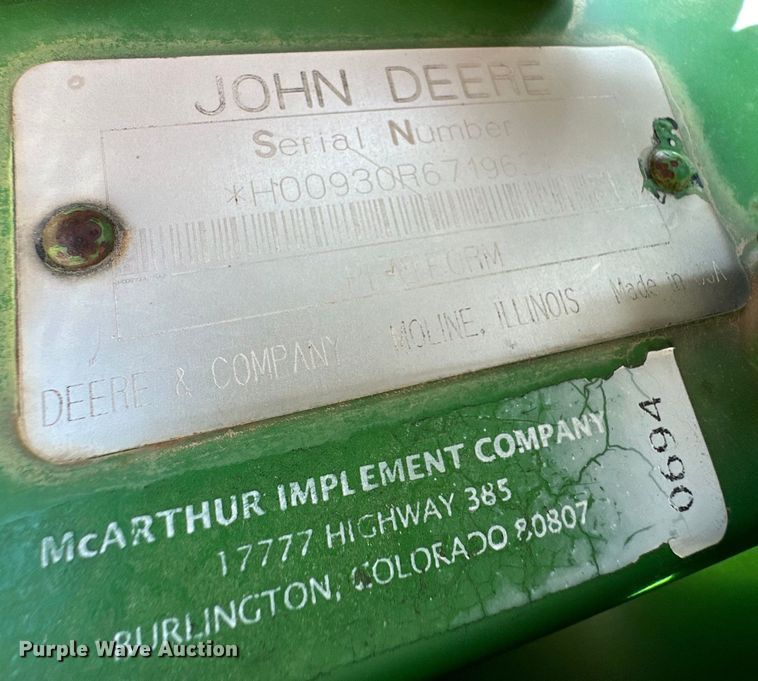 JOHN DEERE
Serial Number
PLATFORM
DEERE & COMPANY MOLINE, ILLINOIS Made in USA
McARTHUR IMPLEMENT COMPANY
17777 HIGHWAY 385
BURLINGTON, COLORADO 80807
0694
Purple Wave Auction